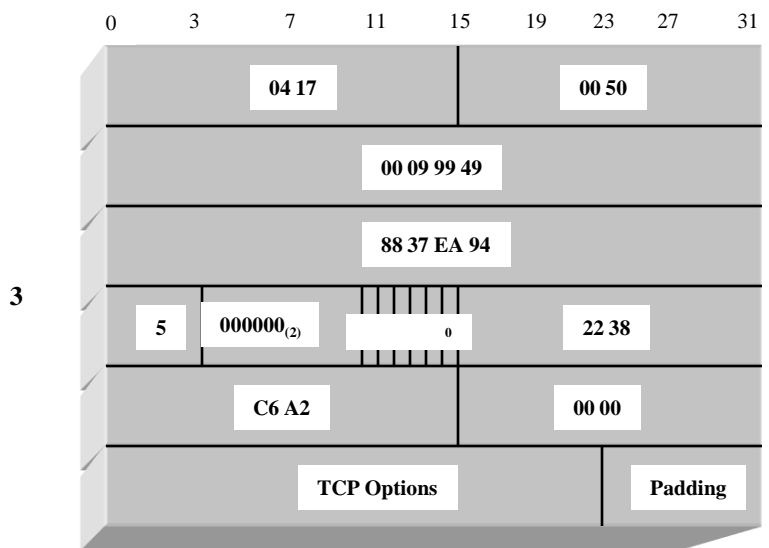 0 3 7 11 15 19 23 27 31
04 17 00 50
00 09 99 49
88 37 EA 94
3
5 000000(2) 0 22 38
C6 A2 00 00
TCP Options Padding